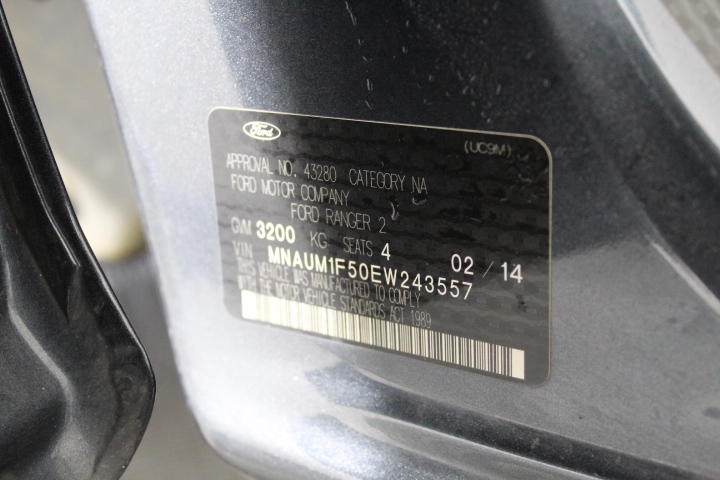 Ford
(UC9M)
APPROVAL NO. 43280 CATEGORY NA
FORD MOTOR COMPANY
FORD RANGER 2
GVM 3200 KG SEATS 4 02/14
VIN MNAUM1F50EW243557
THIS VEHICLE WAS MANUFACTURED TO COMPLY
WITH THE MOTOR VEHICLE STANDARDS ACT 1989